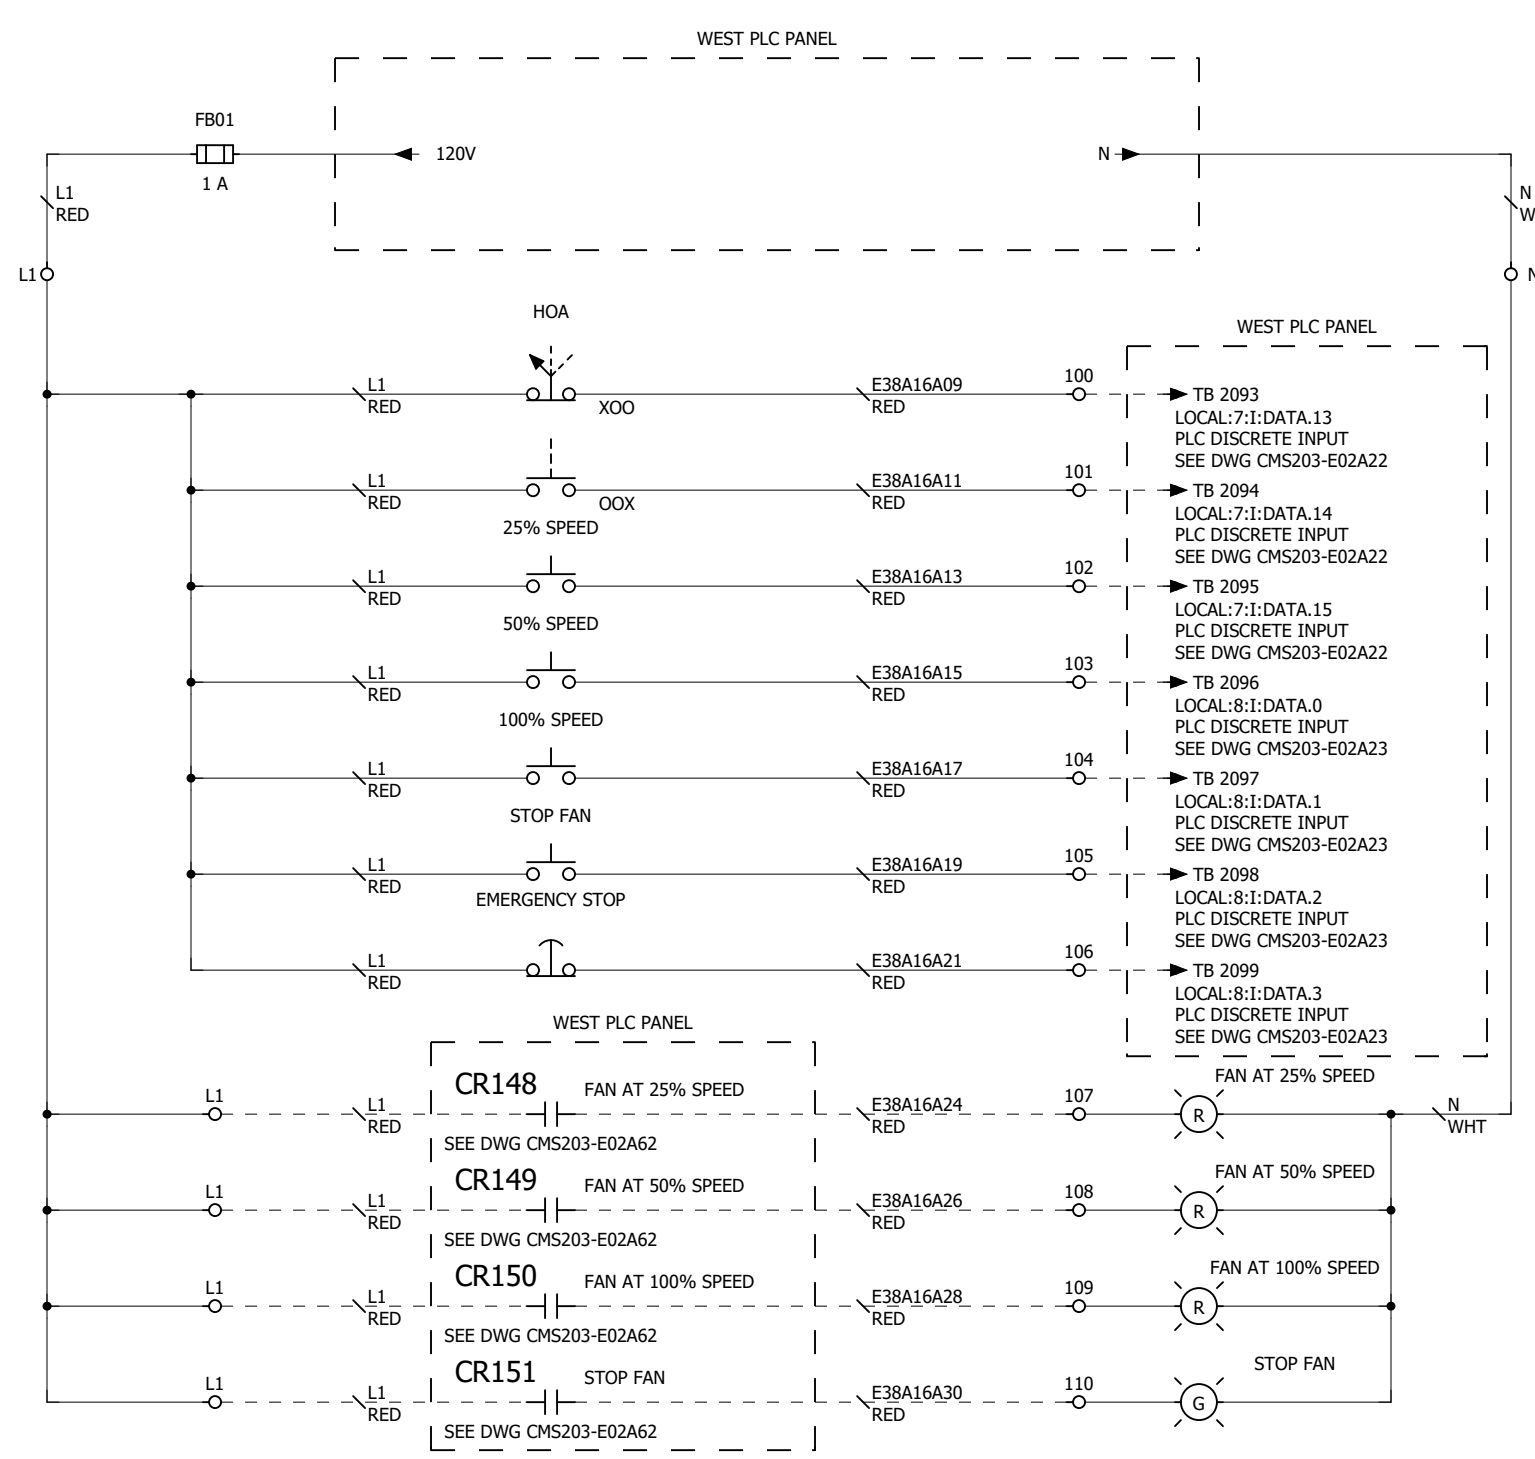 WEST PLC PANEL
FB01
120V
N
1 A
L1
RED
N
W
L1
N
HOA
WEST PLC PANEL
L1
RED
XOO
E38A16A09
RED
100
TB 2093
LOCAL:7:I:DATA.13
PLC DISCRETE INPUT
SEE DWG CMS203-E02A22
L1
RED
OOX
E38A16A11
RED
101
TB 2094
LOCAL:7:I:DATA.14
PLC DISCRETE INPUT
SEE DWG CMS203-E02A22
25% SPEED
L1
RED
E38A16A13
RED
102
TB 2095
LOCAL:7:I:DATA.15
PLC DISCRETE INPUT
SEE DWG CMS203-E02A22
50% SPEED
L1
RED
E38A16A15
RED
103
TB 2096
LOCAL:8:I:DATA.0
PLC DISCRETE INPUT
SEE DWG CMS203-E02A23
100% SPEED
L1
RED
E38A16A17
RED
104
TB 2097
LOCAL:8:I:DATA.1
PLC DISCRETE INPUT
SEE DWG CMS203-E02A23
STOP FAN
L1
RED
E38A16A19
RED
105
TB 2098
LOCAL:8:I:DATA.2
PLC DISCRETE INPUT
SEE DWG CMS203-E02A23
EMERGENCY STOP
L1
RED
E38A16A21
RED
106
TB 2099
LOCAL:8:I:DATA.3
PLC DISCRETE INPUT
SEE DWG CMS203-E02A23
WEST PLC PANEL
L1
L1
RED
CR148
FAN AT 25% SPEED
SEE DWG CMS203-E02A62
E38A16A24
RED
107
FAN AT 25% SPEED
R
N
WHT
L1
L1
RED
CR149
FAN AT 50% SPEED
SEE DWG CMS203-E02A62
E38A16A26
RED
108
FAN AT 50% SPEED
R
L1
L1
RED
CR150
FAN AT 100% SPEED
SEE DWG CMS203-E02A62
E38A16A28
RED
109
FAN AT 100% SPEED
R
L1
L1
RED
CR151
STOP FAN
SEE DWG CMS203-E02A62
E38A16A30
RED
110
STOP FAN
G